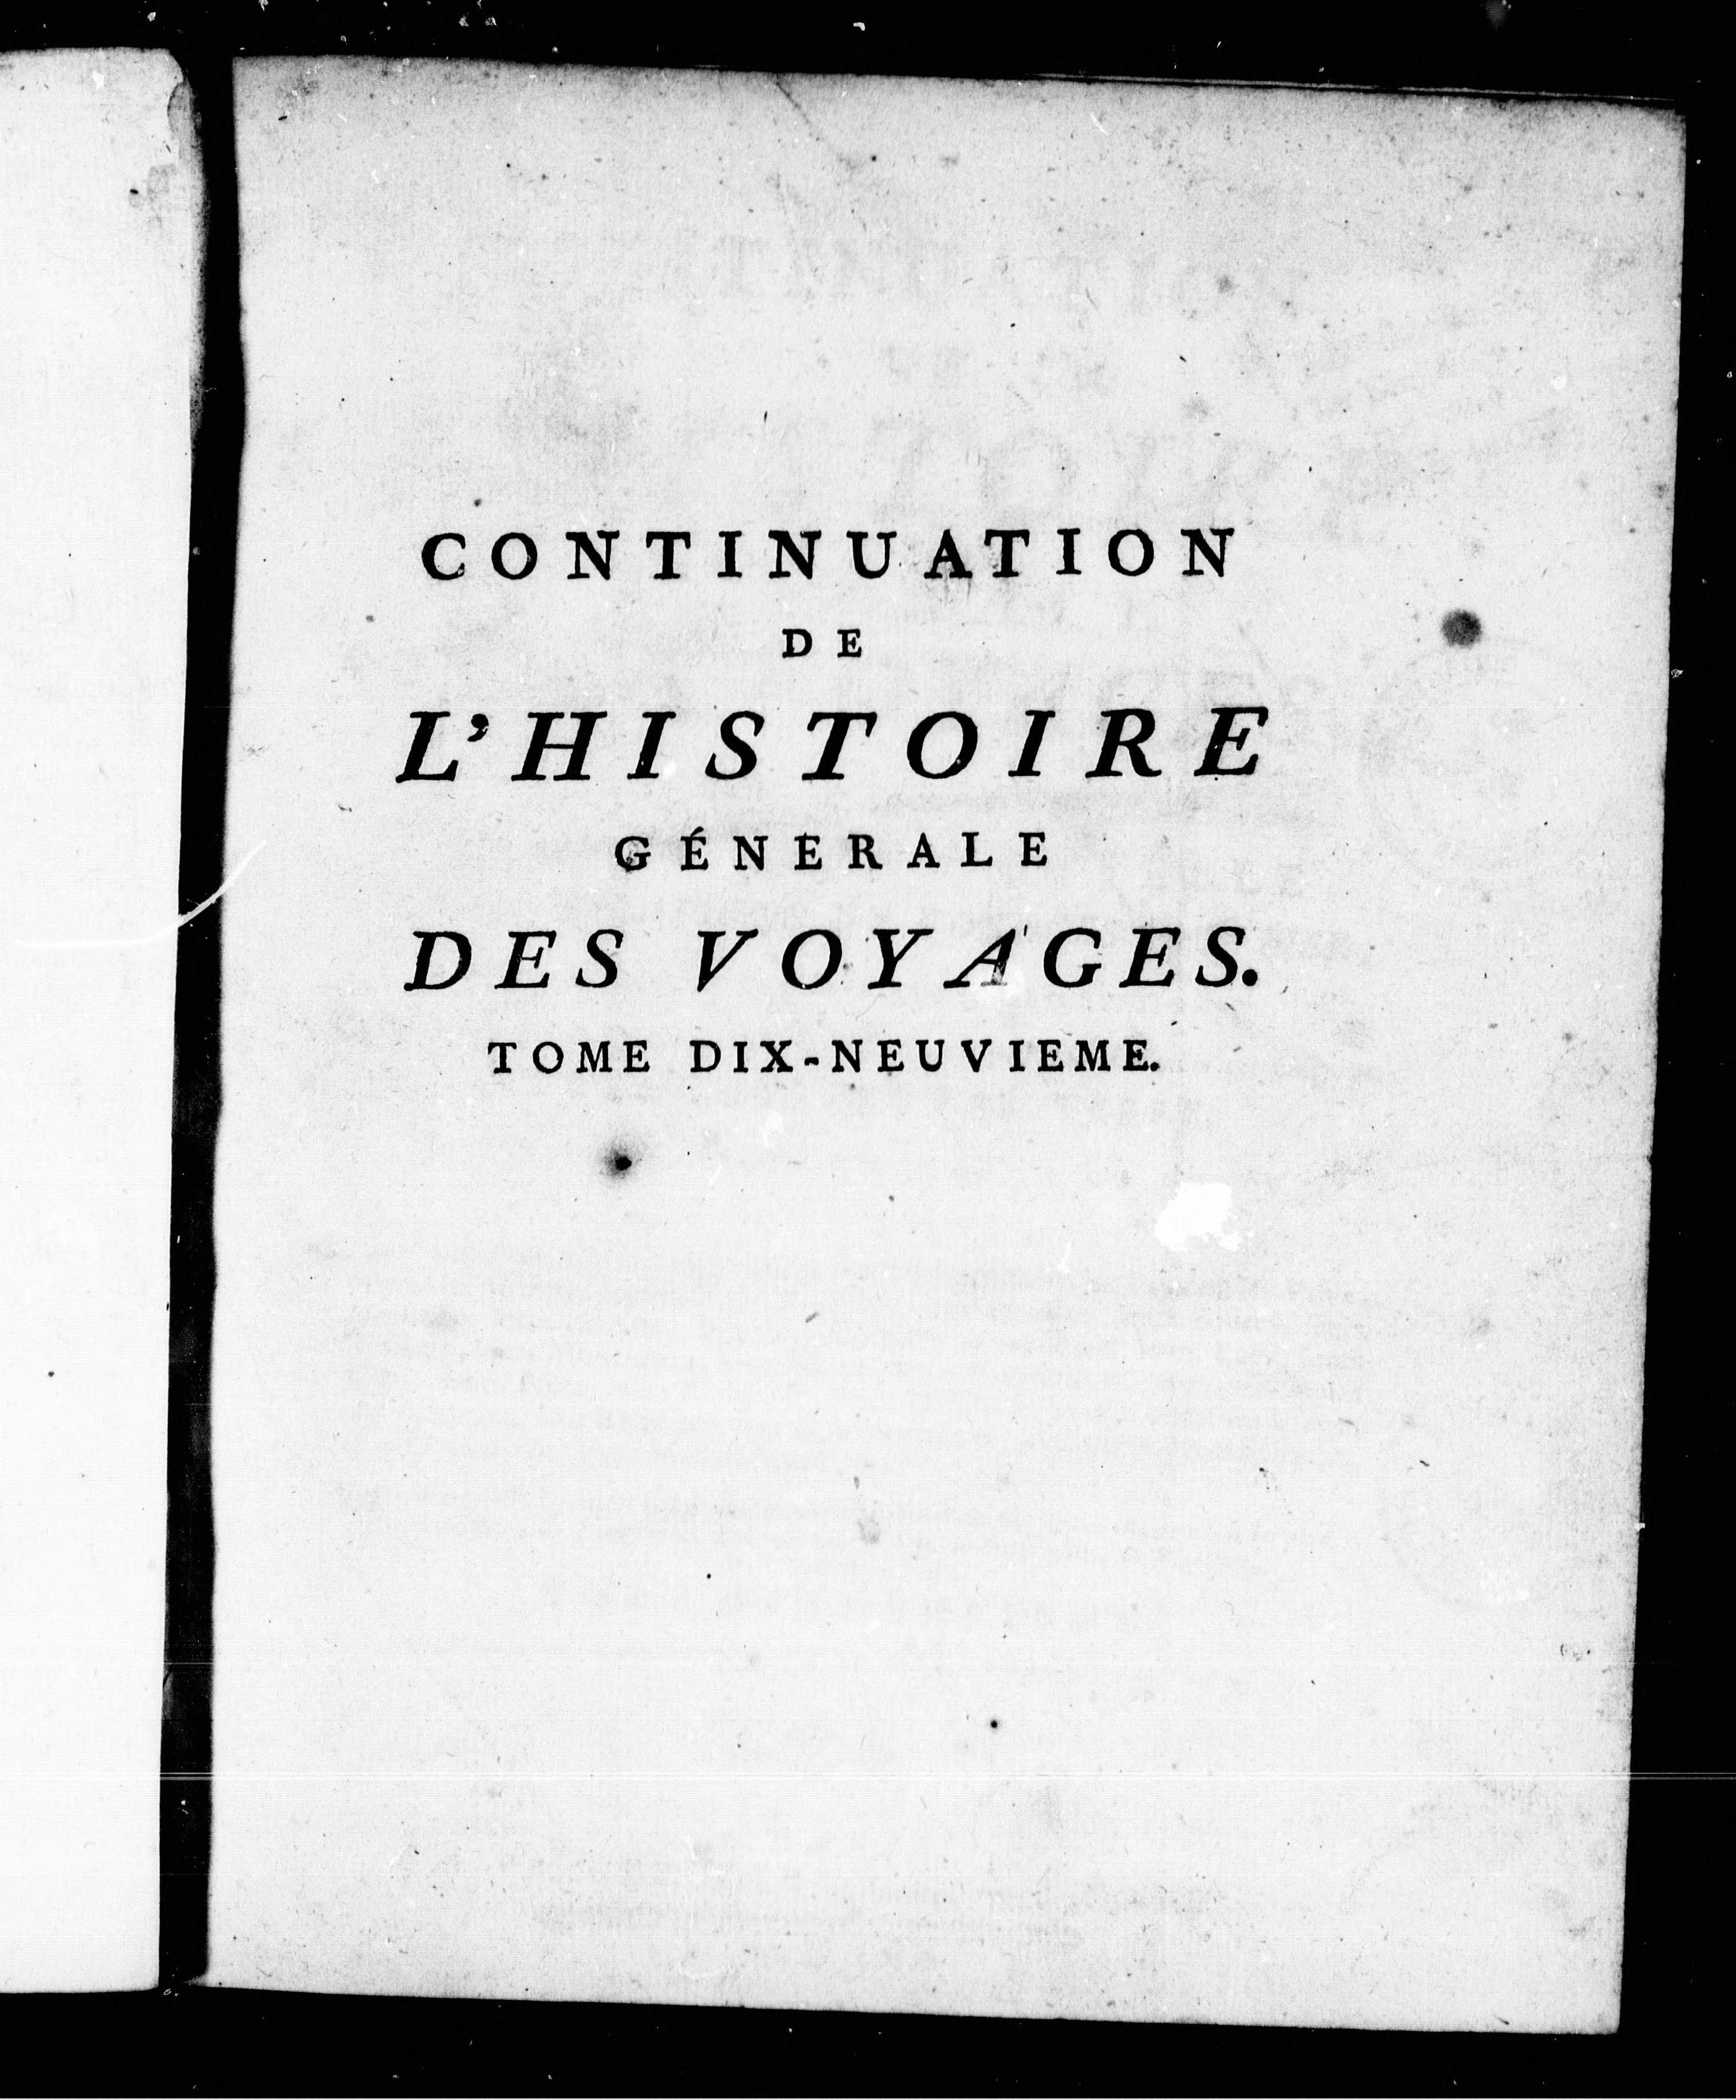 CONTINUATION
DE
L'HISTOIRE
GÉNERALE
DES VOYAGES.
TOME DIX-NEUVIEME.